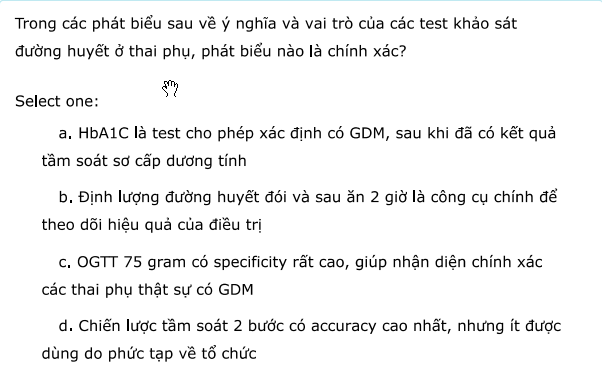 Trong các phát biểu sau về ý nghĩa và vai trò của các test khảo sát
đường huyết ở thai phụ, phát biểu nào là chính xác?
Select one:
a. HbA1C là test cho phép xác định có GDM, sau khi đã có kết quả
tầm soát sơ cấp dương tính
b. Định lượng đường huyết đói và sau ăn 2 giờ là công cụ chính để
theo dõi hiệu quả của điều trị
c. OGTT 75 gram có specificity rất cao, giúp nhận diện chính xác
các thai phụ thật sự có GDM
d. Chiến lược tầm soát 2 bước có accuracy cao nhất, nhưng ít được
dùng do phức tạp về tổ chức